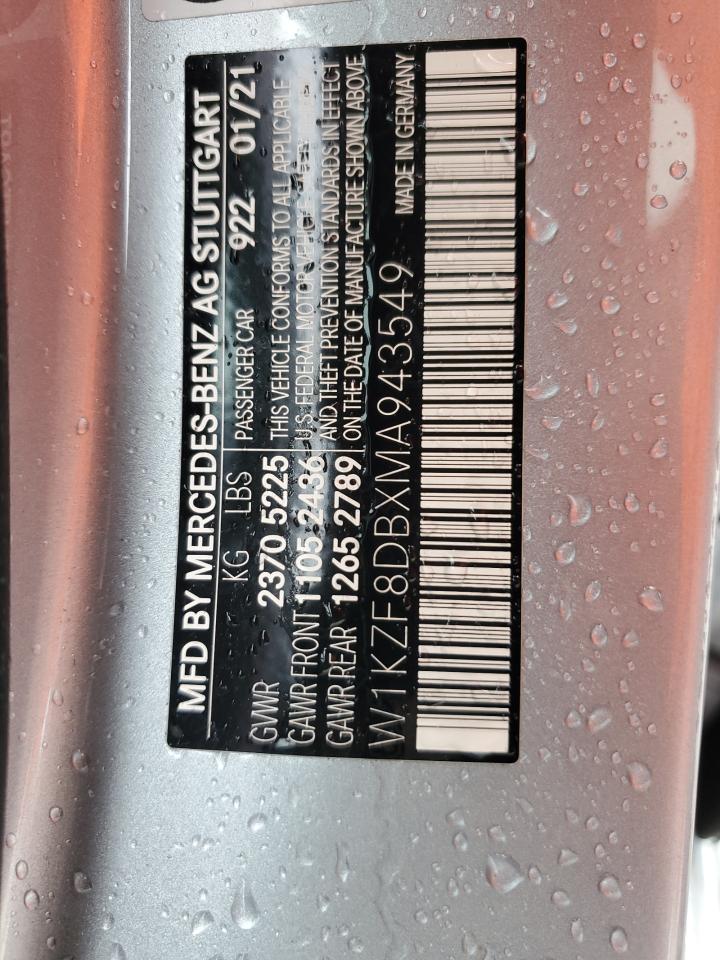 MFD BY MERCEDES-BENZ AG STUTTGART
KG LBS PASSENGER CAR 922 01/21
GVWR 2370 5225 THIS VEHICLE CONFORMS TO ALL APPLICABLE
GAWR FRONT 1105 2436 U.S. FEDERAL MOTOR VEHICLE
GAWR REAR 1265 2789 AND THEFT PREVENTION STANDARDS IN EFFECT
ON THE DATE OF MANUFACTURE SHOWN ABOVE
W1KZF8DBXMA943549 MADE IN GERMANY